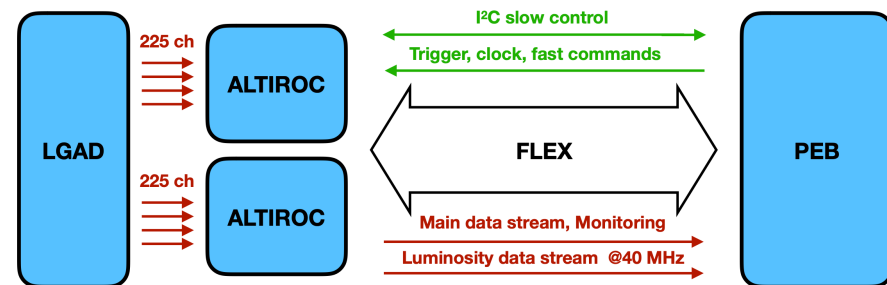 I²C slow control
225 ch
Trigger, clock, fast commands
ALTIROC
LGAD
FLEX
PEB
225 ch
ALTIROC
Main data stream, Monitoring
Luminosity data stream @40 MHz